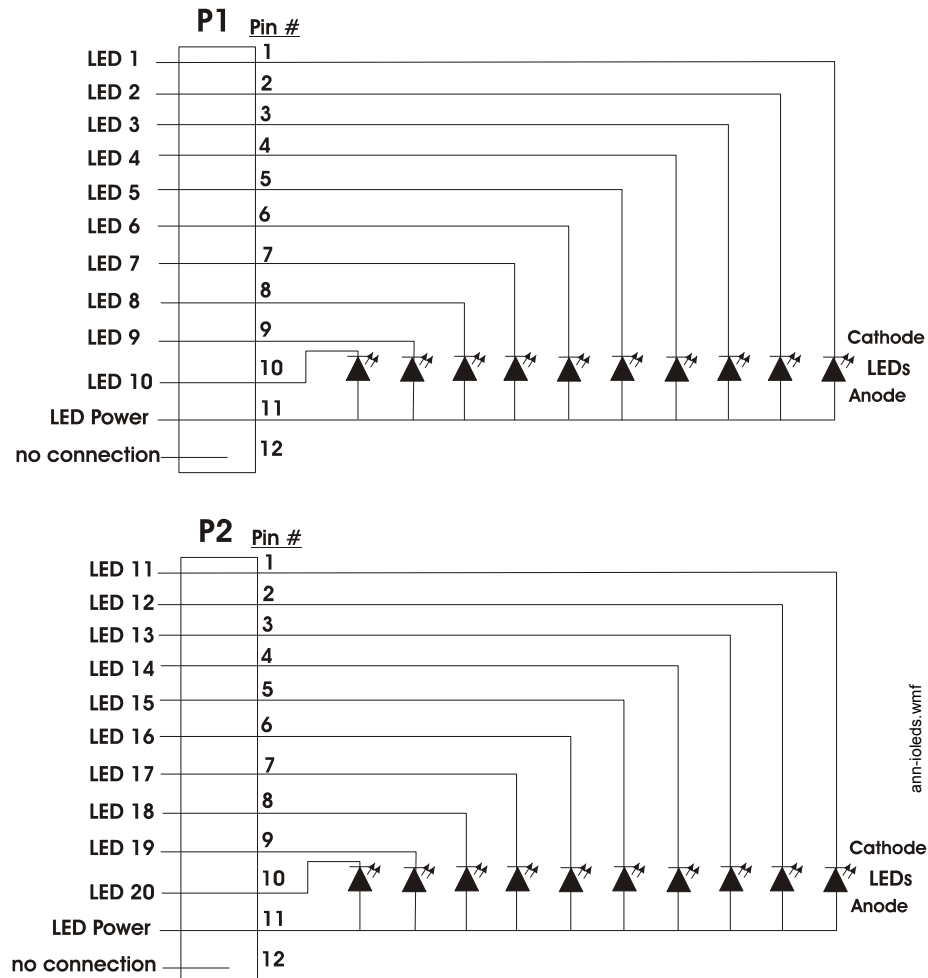 P1 Pin #
LED 1 1
LED 2 2
LED 3 3
LED 4 4
LED 5 5
LED 6 6
LED 7 7
LED 8 8
LED 9 9
LED 10 10
LED Power 11
no connection 12
Cathode
LEDs
Anode
P2 Pin #
LED 11 1
LED 12 2
LED 13 3
LED 14 4
LED 15 5
LED 16 6
LED 17 7
LED 18 8
LED 19 9
LED 20 10
LED Power 11
no connection 12
Cathode
LEDs
Anode
ann-ioleds.wmf